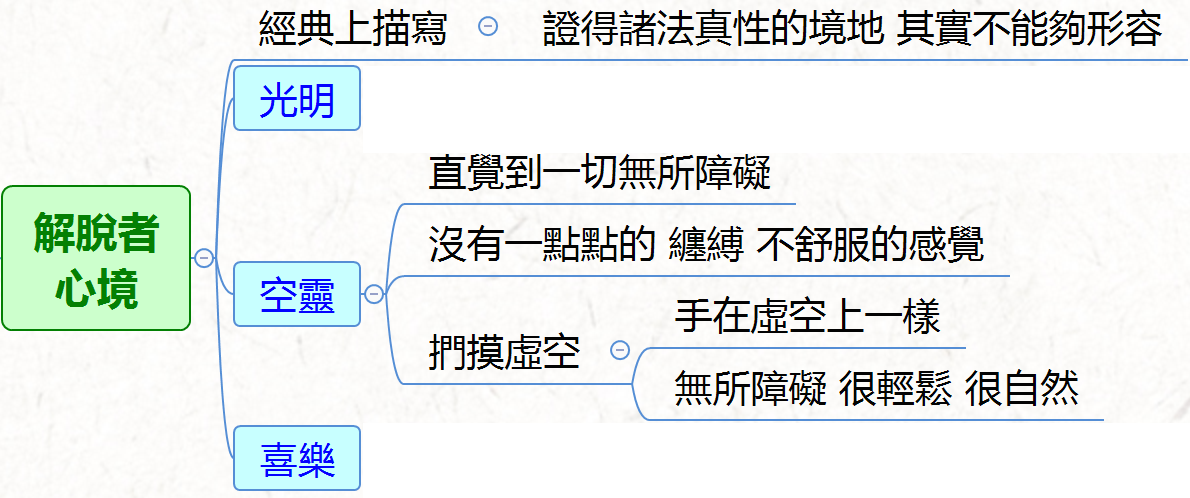 經典上描寫
證得諸法真性的境地 其實不能夠形容
光明
解脫者
心境
空靈
直覺到一切無所障礙
沒有一點點的 纏縛 不舒服的感覺
捫摸虛空
手在虛空上一樣
無所障礙 很輕鬆 很自然
喜樂